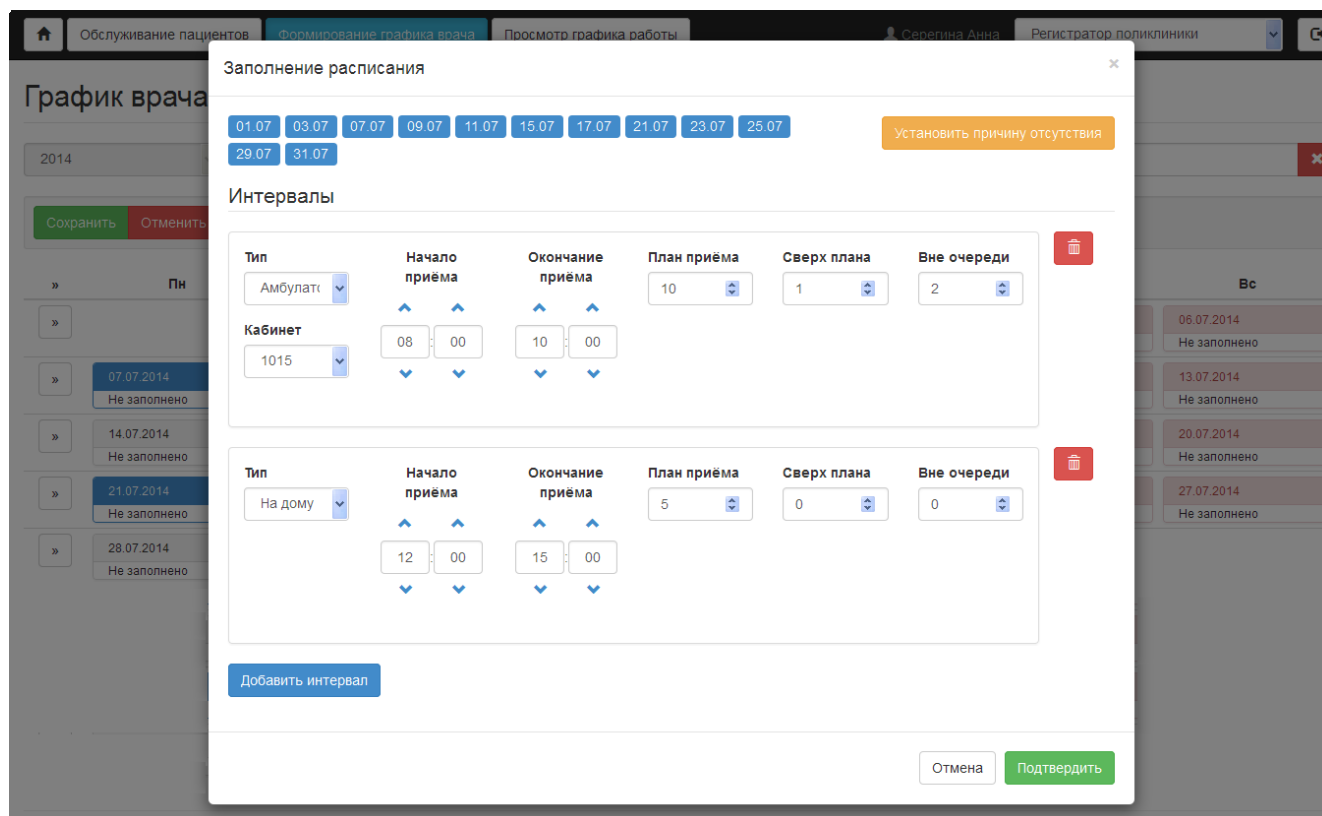 Обслуживание пациентов Формирование графика врача Просмотр графика работы Серегина Анна Регистратор поликлиники
График врача
2014
Сохранить Отменить
» Пн Вс
» 06.07.2014
Не заполнено
» 07.07.2014 13.07.2014
Не заполнено Не заполнено
» 14.07.2014 20.07.2014
Не заполнено Не заполнено
» 21.07.2014 27.07.2014
Не заполнено Не заполнено
» 28.07.2014
Не заполнено
Заполнение расписания ×
01.07 03.07 07.07 09.07 11.07 15.07 17.07 21.07 23.07 25.07
29.07 31.07
Установить причину отсутствия
Интервалы
Тип Начало приёма Окончание приёма План приёма Сверх плана Вне очереди
Амбулато 10 1 2
Кабинет
08 : 00 10 : 00
1015
Тип Начало приёма Окончание приёма План приёма Сверх плана Вне очереди
На дому 5 0 0
12 : 00 15 : 00
Добавить интервал
Отмена Подтвердить